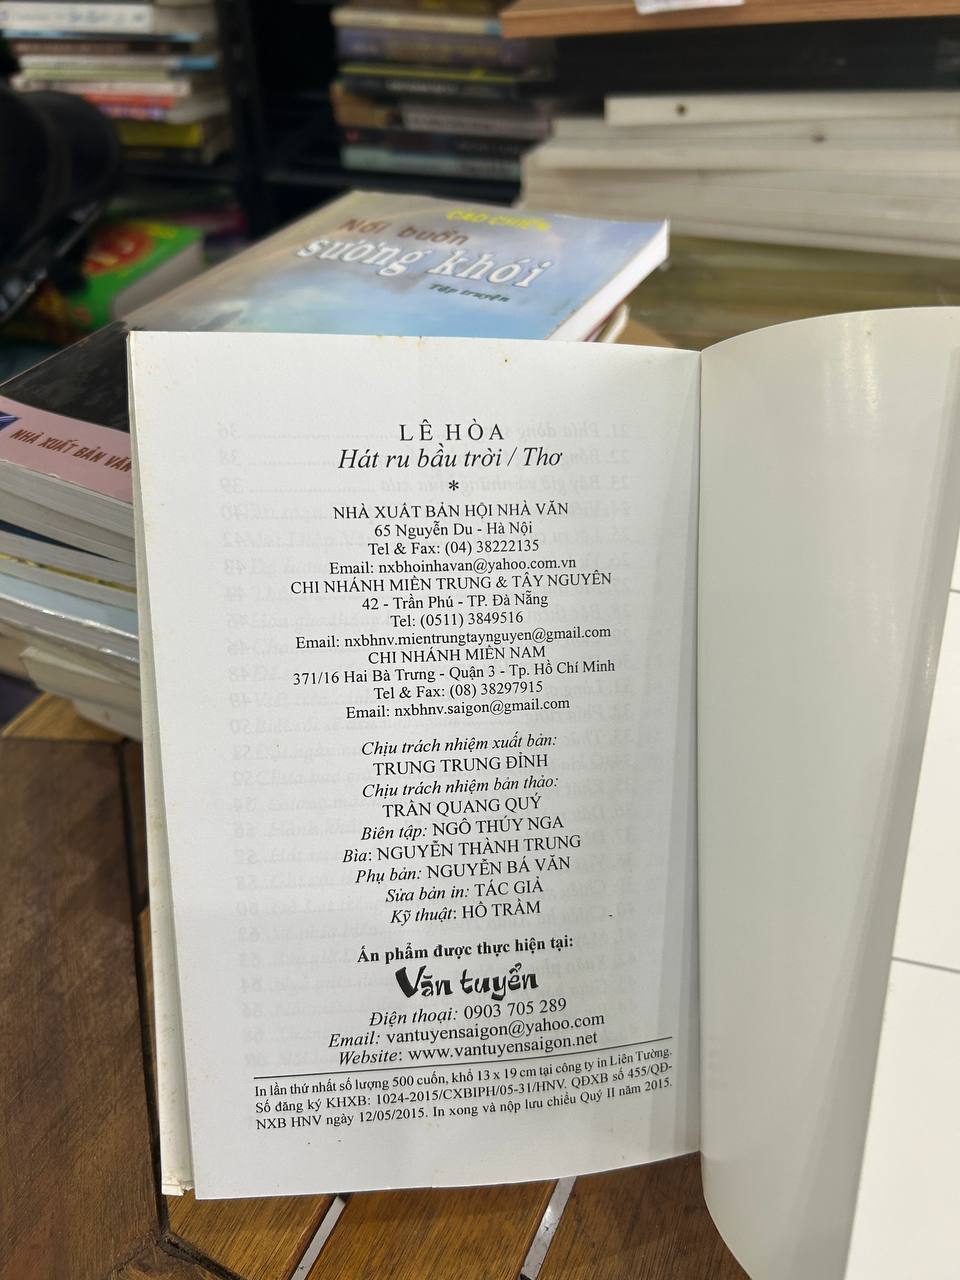 CAO CHIẾN
Nỗi buồn
sương khói
Tập truyện
NHÀ XUẤT BẢN VĂN
LÊ HÒA
Hát ru bầu trời / Thơ
*
NHÀ XUẤT BẢN HỘI NHÀ VĂN
65 Nguyễn Du - Hà Nội
Tel & Fax: (04) 38222135
Email: nxbhoinhavan@yahoo.com.vn
CHI NHÁNH MIỀN TRUNG & TÂY NGUYÊN
42 - Trần Phú - TP. Đà Nẵng
Tel: (0511) 3849516
Email: nxbhnv.mientrungtaynguyen@gmail.com
CHI NHÁNH MIỀN NAM
371/16 Hai Bà Trưng - Quận 3 - Tp. Hồ Chí Minh
Tel & Fax: (08) 38297915
Email: nxbhnv.saigon@gmail.com
Chịu trách nhiệm xuất bản:
TRUNG TRUNG ĐỈNH
Chịu trách nhiệm bản thảo:
TRẦN QUANG QUÝ
Biên tập: NGÔ THÚY NGA
Bìa: NGUYỄN THÀNH TRUNG
Phụ bản: NGUYỄN BÁ VĂN
Sửa bản in: TÁC GIẢ
Kỹ thuật: HỒ TRÀM
Ấn phẩm được thực hiện tại:
Văn tuyển
Điện thoại: 0903 705 289
Email: vantuyensaigon@yahoo.com
Website: www.vantuyensaigon.net
In lần thứ nhất số lượng 500 cuốn, khổ 13 x 19 cm tại công ty in Liên Tường.
Số đăng ký KHXB: 1024-2015/CXBIPH/05-31/HNV. QĐXB số 455/QĐ-
NXB HNV ngày 12/05/2015. In xong và nộp lưu chiểu Quý II năm 2015.